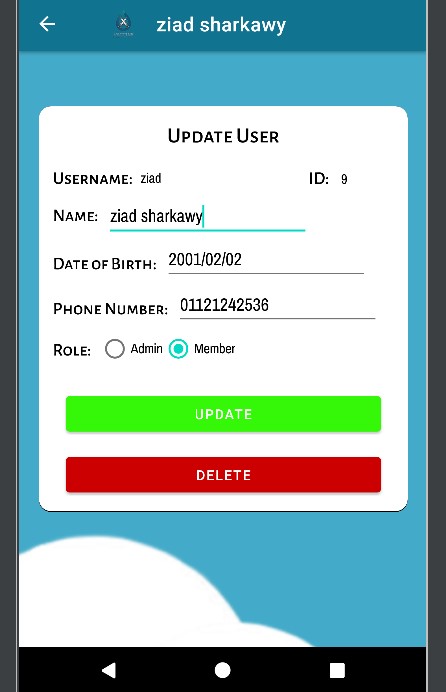 ziad sharkawy
UPDATE USER
USERNAME: ziad ID: 9
NAME: ziad sharkawy
DATE OF BIRTH: 2001/02/02
PHONE NUMBER: 01121242536
ROLE: Admin Member
UPDATE
DELETE